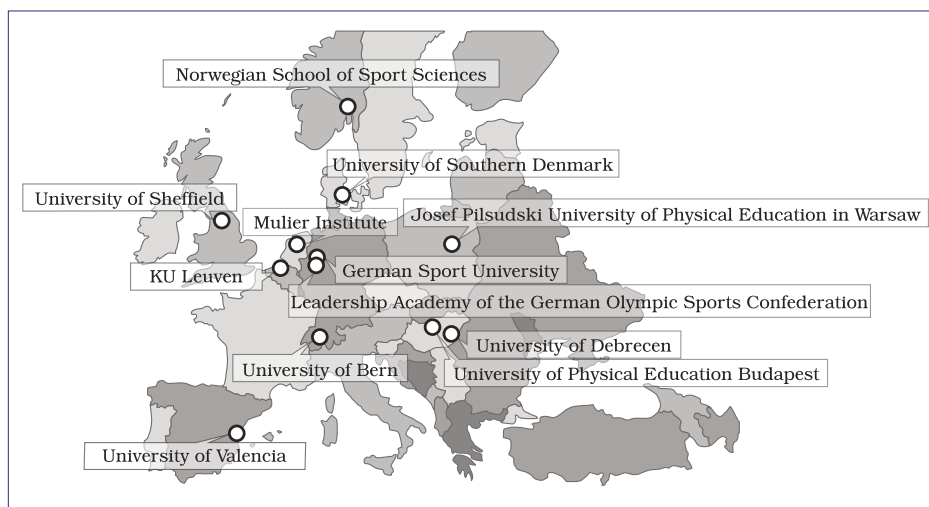 Norwegian School of Sport Sciences
University of Southern Denmark
University of Sheffield
Josef Pilsudski University of Physical Education in Warsaw
Mulier Institute
German Sport University
KU Leuven
Leadership Academy of the German Olympic Sports Confederation
University of Debrecen
University of Bern
University of Physical Education Budapest
University of Valencia